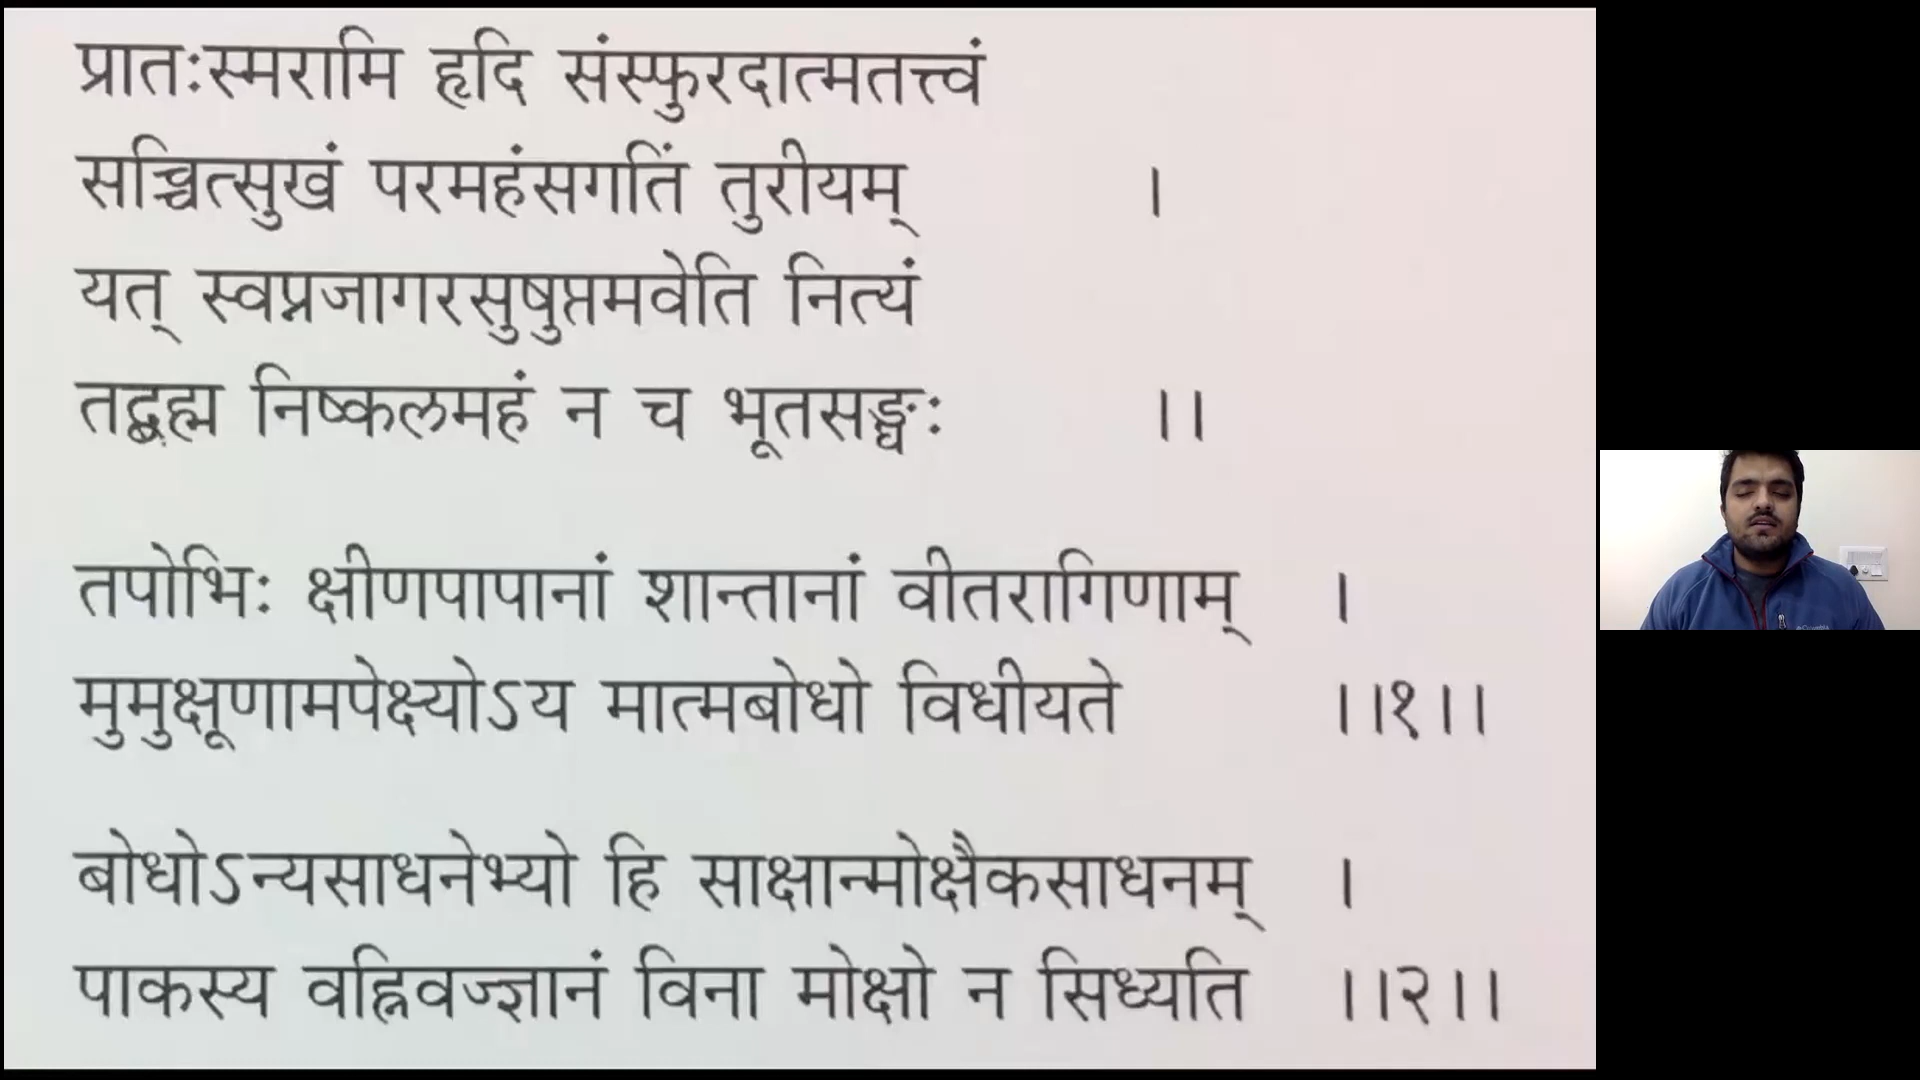 प्रातःस्मरामि हृदि संस्फुरदात्मतत्त्वं
सच्चित्सुखं परमहंसगतिं तुरीयम् ।
यत् स्वप्नजागरसुषुप्तमवेति नित्यं
तद्ब्रह्म निष्कलमहं न च भूतसङ्घः ।।
तपोभिः क्षीणपापानां शान्तानां वीतरागिणाम् ।
मुमुक्षूणामपेक्ष्योऽय मात्मबोधो विधीयते ।।१।।
बोधोऽन्यसाधनेभ्यो हि साक्षान्मोक्षैकसाधनम् ।
पाकस्य वह्निवज्ज्ञानं विना मोक्षो न सिध्यति ।।२।।
Columbia